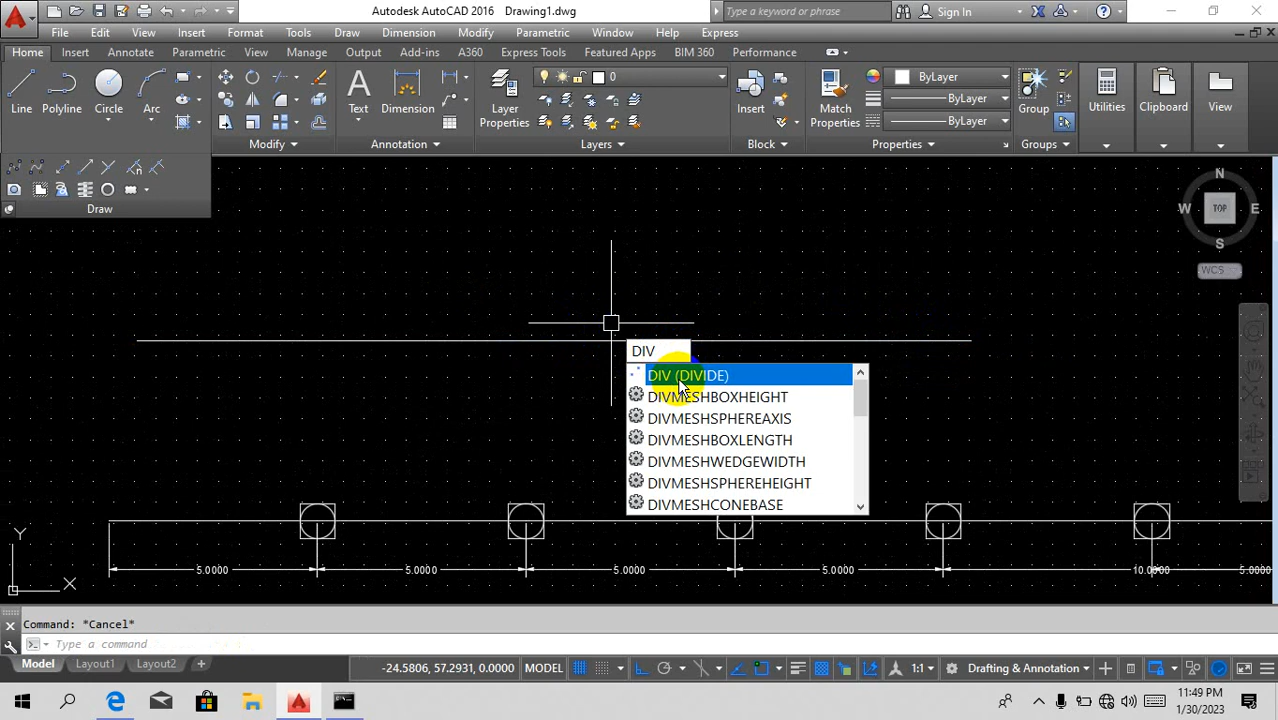 Autodesk AutoCAD 2016 Drawing1.dwg
Type a keyword or phrase
Sign In
File Edit View Insert Format Tools Draw Dimension Modify Parametric Window Help Express
Home Insert Annotate Parametric View Manage Output Add-ins A360 Express Tools Featured Apps BIM 360 Performance
Line
Polyline
Circle
Arc
Modify
Text
Dimension
Annotation
Layer
Properties
0
Layers
Insert
Block
Match
Properties
ByLayer
ByLayer
ByLayer
Properties
Group
Groups
Utilities
Clipboard
View
Draw
N
W TOP E
S
WCS
DIV
DIV (DIVIDE)
DIVMESHBOXHEIGHT
DIVMESHSPHEREAXIS
DIVMESHBOXLENGTH
DIVMESHWEDGEWIDTH
DIVMESHSPHEREHEIGHT
DIVMESHCONEBASE
Y
X
5.0000 5.0000 5.0000 5.0000 10.0000 5.0000
Command: *Cancel*
Type a command
Model Layout1 Layout2
-24.5806, 57.2931, 0.0000 MODEL 1:1 Drafting & Annotation
11:49 PM
1/30/2023